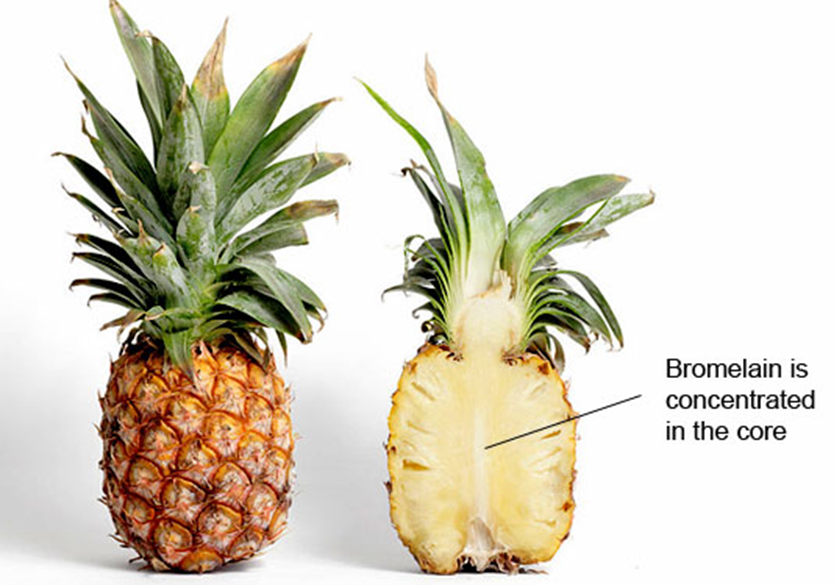 Bromelain is
concentrated
in the core